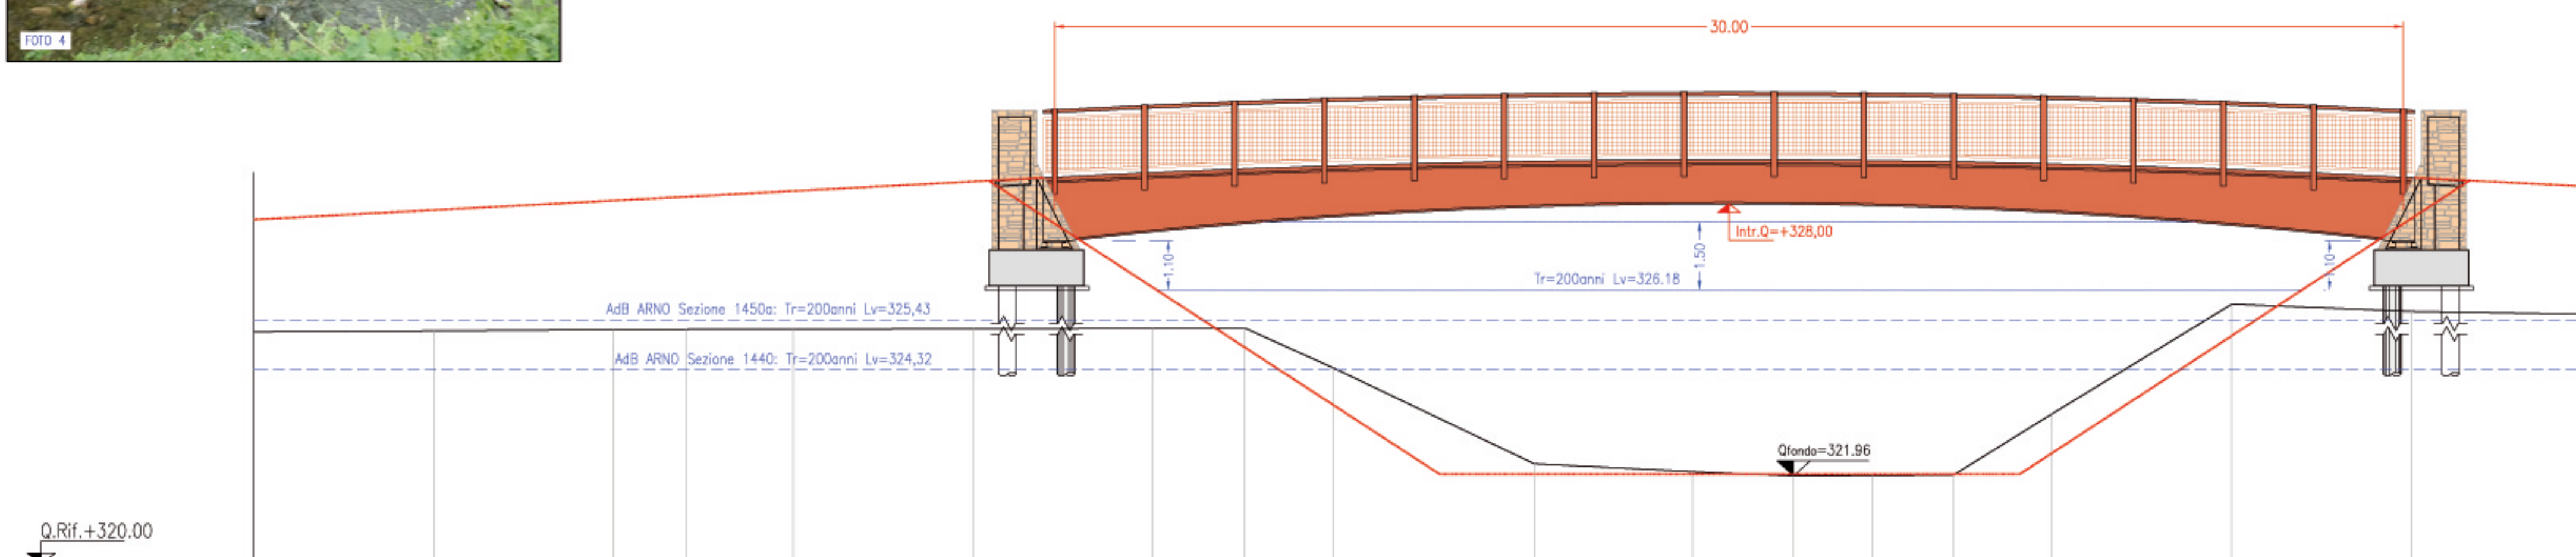 FOTO 4
30.00
Intr.Q=+328,00
1.10
1.50
1.10
Tr=200anni Lv=326.18
AdB ARNO Sezione 1450a: Tr=200anni Lv=325,43
AdB ARNO Sezione 1440: Tr=200anni Lv=324,32
Qfondo=321.96
Q.Rif.+320.00